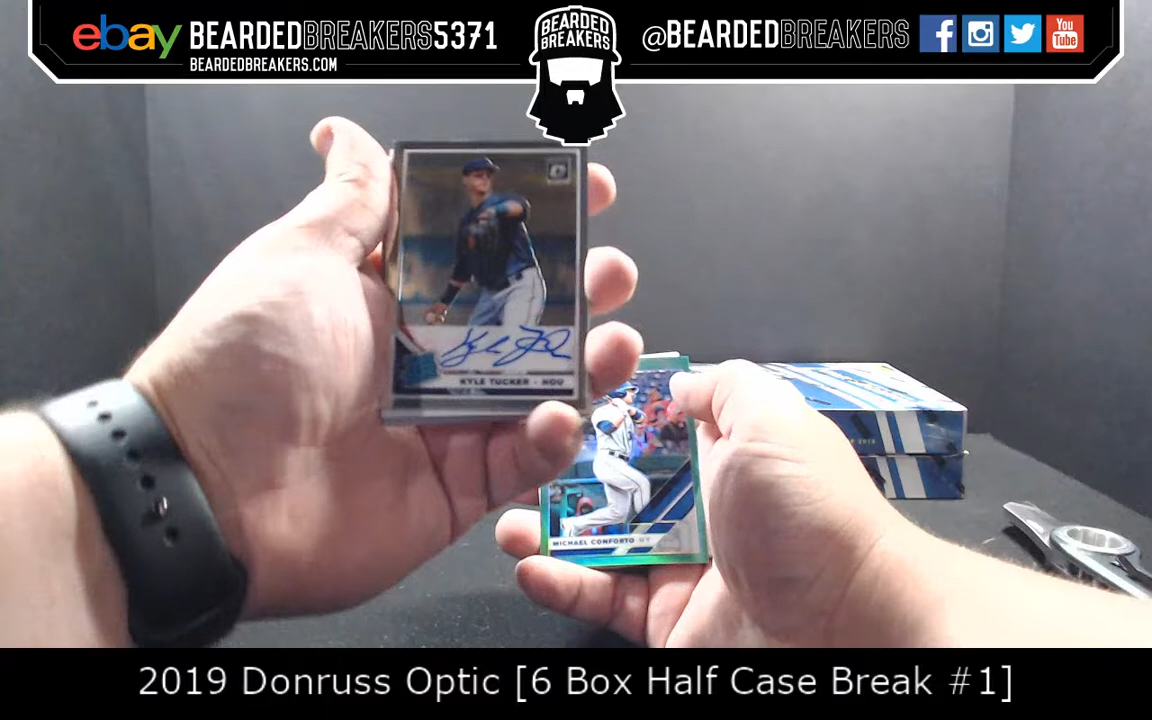 ebay BEARDEDBREAKERS5371
BEARDEDBREAKERS.COM
BEARDED
BREAKERS
@BEARDEDBREAKERS
You
Tube
KYLE TUCKER - HOU
MICHAEL CONFORTO NY
2019 Donruss Optic [6 Box Half Case Break #1]